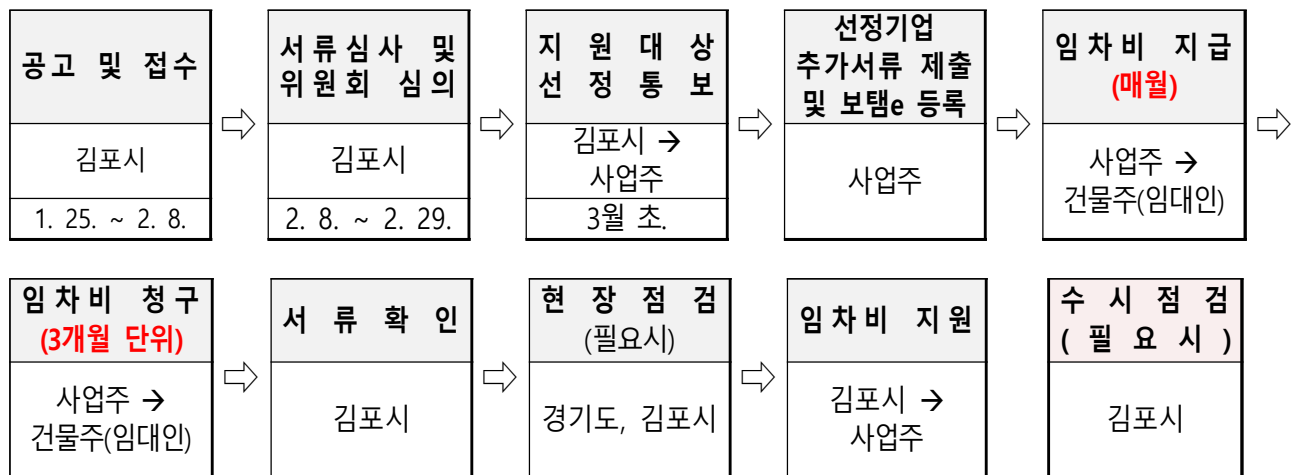 공고 및 접수
김포시
1. 25. ~ 2. 8.
서류심사 및
위원회 심의
김포시
2. 8. ~ 2. 29.
지 원 대 상
선 정 통 보
김포시 →
사업주
3월 초.
선정기업
추가서류 제출
및 보탬e 등록
사업주
임차비 지급
(매월)
사업주 →
건물주(임대인)
임차비 청구
(3개월 단위)
사업주 →
건물주(임대인)
서 류 확 인
김포시
현 장 점 검
(필요시)
경기도, 김포시
임차비 지원
김포시 →
사업주
수 시 점 검
( 필 요 시 )
김포시